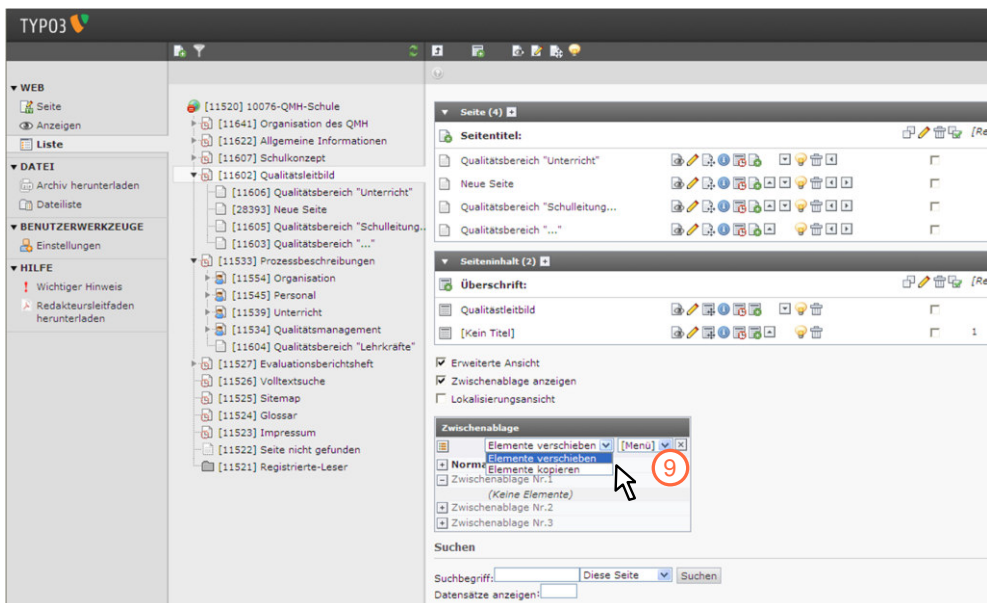 TYPO3
WEB
Seite
Anzeigen
Liste
DATEI
Archiv herunterladen
Dateiliste
BENUTZERWERKZEUGE
Einstellungen
HILFE
Wichtiger Hinweis
Redakteursleitfaden
herunterladen
[11520] 10076-QMH-Schule
[11641] Organisation des QMH
[11622] Allgemeine Informationen
[11607] Schulkonzept
[11602] Qualitätsleitbild
[11606] Qualitätsbereich "Unterricht"
[28393] Neue Seite
[11605] Qualitätsbereich "Schulleitung..
[11603] Qualitätsbereich "..."
[11533] Prozessbeschreibungen
[11554] Organisation
[11545] Personal
[11539] Unterricht
[11534] Qualitätsmanagement
[11604] Qualitätsbereich "Lehrkräfte"
[11527] Evaluationsberichtsheft
[11526] Volltextsuche
[11525] Sitemap
[11524] Glossar
[11523] Impressum
[11522] Seite nicht gefunden
[11521] Registrierte-Leser
Seite (4)
Seitentitel: [Re
Qualitätsbereich "Unterricht"
Neue Seite
Qualitätsbereich "Schulleitung...
Qualitätsbereich "..."
Seiteninhalt (2)
Überschrift: [Re
Qualitästleitbild
[Kein Titel] 1
Erweiterte Ansicht
Zwischenablage anzeigen
Lokalisierungsansicht
Zwischenablage
Elemente verschieben [Menü]
Elemente verschieben
Norma Elemente kopieren 9
Zwischenablage Nr.1
(Keine Elemente)
Zwischenablage Nr.2
Zwischenablage Nr.3
Suchen
Suchbegriff: Diese Seite Suchen
Datensätze anzeigen: